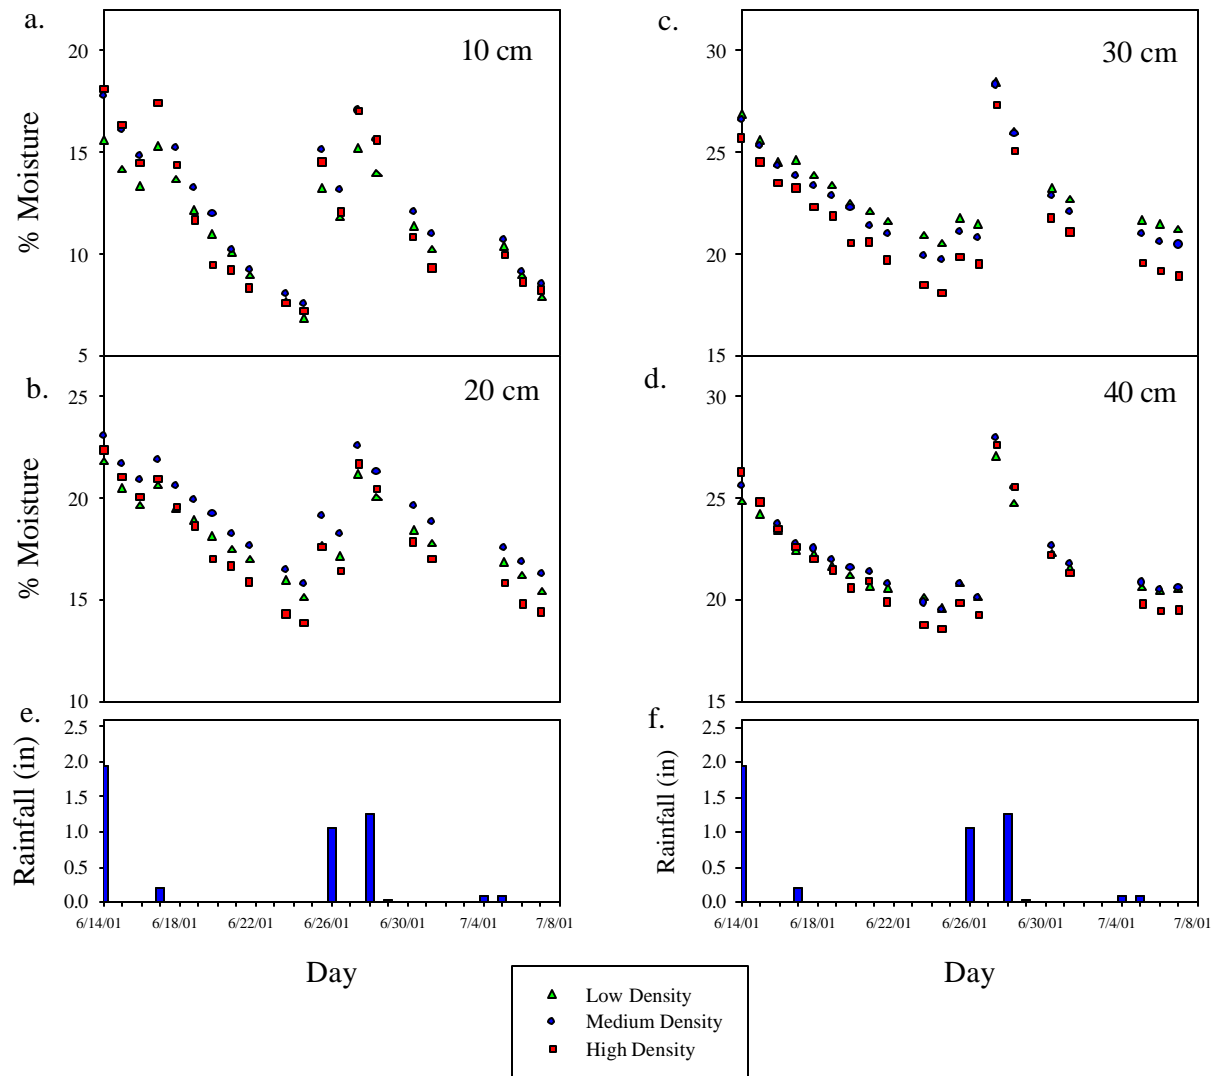 a.
10 cm
20
15
10
5
% Moisture
c.
30 cm
30
25
20
15
% Moisture
b.
20 cm
25
20
15
10
% Moisture
d.
40 cm
30
25
20
15
% Moisture
e.
2.5
2.0
1.5
1.0
0.5
0.0
Rainfall (in)
6/14/01 6/18/01 6/22/01 6/26/01 6/30/01 7/4/01 7/8/01
Day
f.
2.5
2.0
1.5
1.0
0.5
0.0
Rainfall (in)
6/14/01 6/18/01 6/22/01 6/26/01 6/30/01 7/4/01 7/8/01
Day
Low Density
Medium Density
High Density